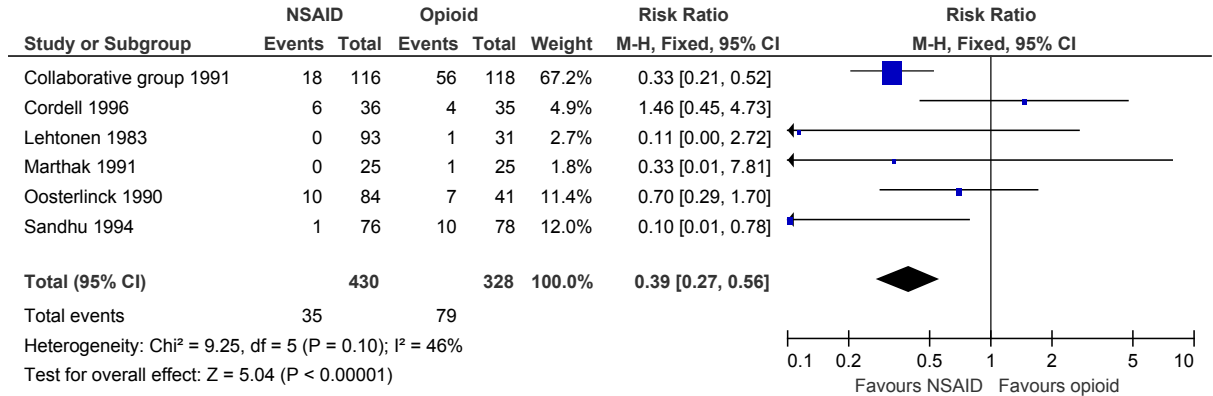 NSAID Opioid Risk Ratio Risk Ratio
Study or Subgroup Events Total Events Total Weight M-H, Fixed, 95% CI M-H, Fixed, 95% CI
Collaborative group 1991 18 116 56 118 67.2% 0.33 [0.21, 0.52]
Cordell 1996 6 36 4 35 4.9% 1.46 [0.45, 4.73]
Lehtonen 1983 0 93 1 31 2.7% 0.11 [0.00, 2.72]
Marthak 1991 0 25 1 25 1.8% 0.33 [0.01, 7.81]
Oosterlinck 1990 10 84 7 41 11.4% 0.70 [0.29, 1.70]
Sandhu 1994 1 76 10 78 12.0% 0.10 [0.01, 0.78]
Total (95% CI) 430 328 100.0% 0.39 [0.27, 0.56]
Total events 35 79
Heterogeneity: Chi² = 9.25, df = 5 (P = 0.10); I² = 46%
Test for overall effect: Z = 5.04 (P < 0.00001)
0.1 0.2 0.5 1 2 5 10
Favours NSAID Favours opioid